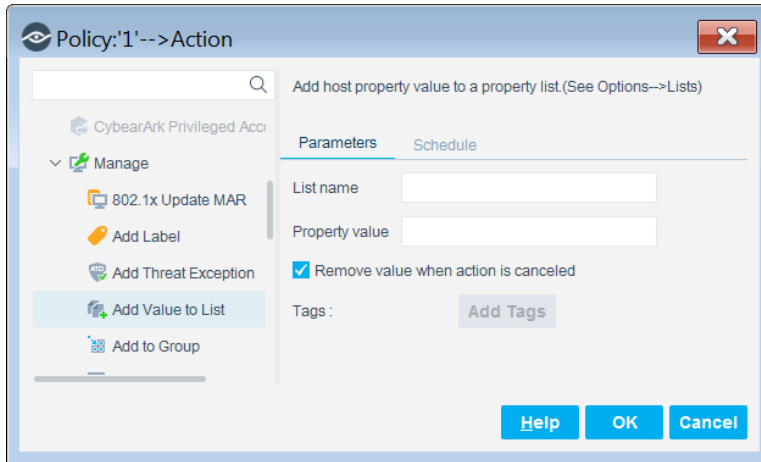 Policy:'1'-->Action
CybearArk Privileged Acc
Manage
802.1x Update MAR
Add Label
ATD
Add Threat Exception
Add Value to List
Add to Group
Add host property value to a property list.(See Options-->Lists)
Parameters Schedule
List name
Property value
Remove value when action is canceled
Tags : Add Tags
Help OK Cancel